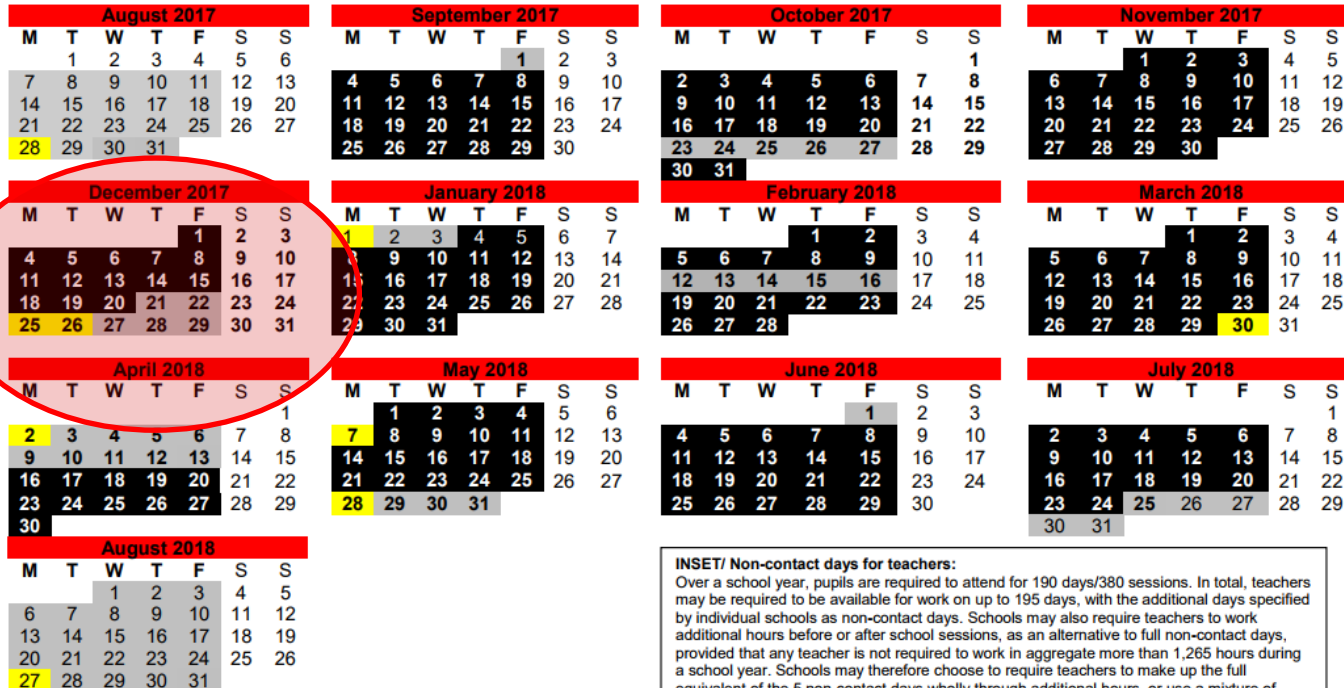 August 2017 September 2017 October 2017 November 2017
M T W T F S S M T W T F S S M T W T F S S M T W T F S S
1 2 3 4 5 6 1 2 3 1 1 2 3 4 5
7 8 9 10 11 12 13 4 5 6 7 8 9 10 2 3 4 5 6 7 8 6 7 8 9 10 11 12
14 15 16 17 18 19 20 11 12 13 14 15 16 17 9 10 11 12 13 14 15 13 14 15 16 17 18 19
21 22 23 24 25 26 27 18 19 20 21 22 23 24 16 17 18 19 20 21 22 20 21 22 23 24 25 26
28 29 30 31 25 26 27 28 29 30 23 24 25 26 27 28 29 27 28 29 30
30 31
December 2017 January 2018 February 2018 March 2018
M T W T F S S M T W T F S S M T W T F S S M T W T F S S
1 2 3 1 2 3 4 5 6 7 1 2 3 4 1 2 3 4
4 5 6 7 8 9 10 8 9 10 11 12 13 14 5 6 7 8 9 10 11 5 6 7 8 9 10 11
11 12 13 14 15 16 17 15 16 17 18 19 20 21 12 13 14 15 16 17 18 12 13 14 15 16 17 18
18 19 20 21 22 23 24 22 23 24 25 26 27 28 19 20 21 22 23 24 25 19 20 21 22 23 24 25
25 26 27 28 29 30 31 29 30 31 26 27 28 26 27 28 29 30 31
April 2018 May 2018 June 2018 July 2018
M T W T F S S M T W T F S S M T W T F S S M T W T F S S
1 1 2 3 4 5 6 1 2 3 1
2 3 4 5 6 7 8 7 8 9 10 11 12 13 4 5 6 7 8 9 10 2 3 4 5 6 7 8
9 10 11 12 13 14 15 14 15 16 17 18 19 20 11 12 13 14 15 16 17 9 10 11 12 13 14 15
16 17 18 19 20 21 22 21 22 23 24 25 26 27 18 19 20 21 22 23 24 16 17 18 19 20 21 22
23 24 25 26 27 28 29 28 29 30 31 25 26 27 28 29 30 23 24 25 26 27 28 29
30 30 31
August 2018
M T W T F S S
1 2 3 4 5
6 7 8 9 10 11 12
13 14 15 16 17 18 19
20 21 22 23 24 25 26
27 28 29 30 31
INSET/ Non-contact days for teachers:
Over a school year, pupils are required to attend for 190 days/380 sessions. In total, teachers
may be required to be available for work on up to 195 days, with the additional days specified
by individual schools as non-contact days. Schools may also require teachers to work
additional hours before or after school sessions, as an alternative to full non-contact days,
provided that any teacher is not required to work in aggregate more than 1,265 hours during
a school year. Schools may therefore choose to require teachers to make up the full
equivalent of the 5 non-contact days wholly through additional hours, or use a mixture of